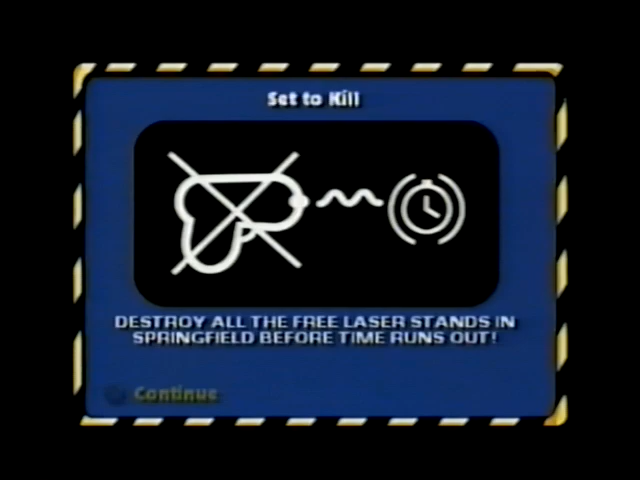 Set to Kill
DESTROY ALL THE FREE LASER STANDS IN
SPRINGFIELD BEFORE TIME RUNS OUT!
Continue